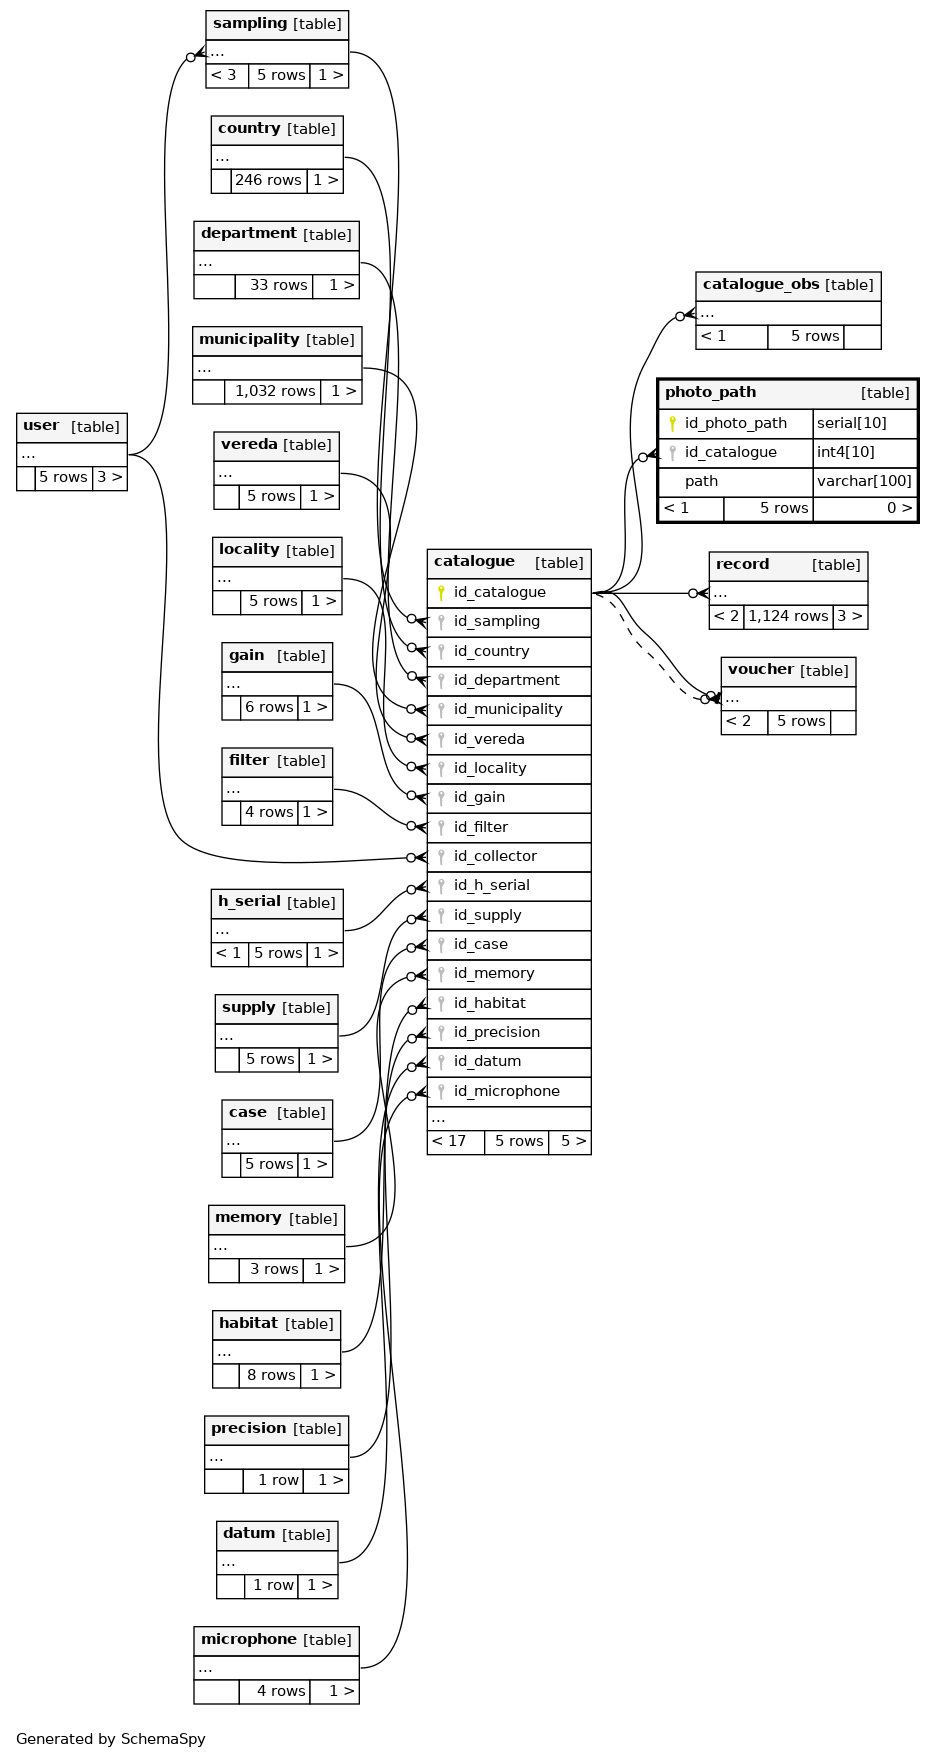 sampling [table]
...
< 3 5 rows 1 >
country [table]
...
246 rows 1 >
department [table]
...
33 rows 1 >
municipality [table]
...
1,032 rows 1 >
user [table]
...
5 rows 3 >
vereda [table]
...
5 rows 1 >
locality [table]
...
5 rows 1 >
gain [table]
...
6 rows 1 >
filter [table]
...
4 rows 1 >
h_serial [table]
...
< 1 5 rows 1 >
supply [table]
...
5 rows 1 >
case [table]
...
5 rows 1 >
memory [table]
...
3 rows 1 >
habitat [table]
...
8 rows 1 >
precision [table]
...
1 row 1 >
datum [table]
...
1 row 1 >
microphone [table]
...
4 rows 1 >
catalogue [table]
id_catalogue
id_sampling
id_country
id_department
id_municipality
id_vereda
id_locality
id_gain
id_filter
id_collector
id_h_serial
id_supply
id_case
id_memory
id_habitat
id_precision
id_datum
id_microphone
...
< 17 5 rows 5 >
catalogue_obs [table]
...
< 1 5 rows
photo_path [table]
id_photo_path serial[10]
id_catalogue int4[10]
path varchar[100]
< 1 5 rows 0 >
record [table]
...
< 2 1,124 rows 3 >
voucher [table]
...
< 2 5 rows
Generated by SchemaSpy